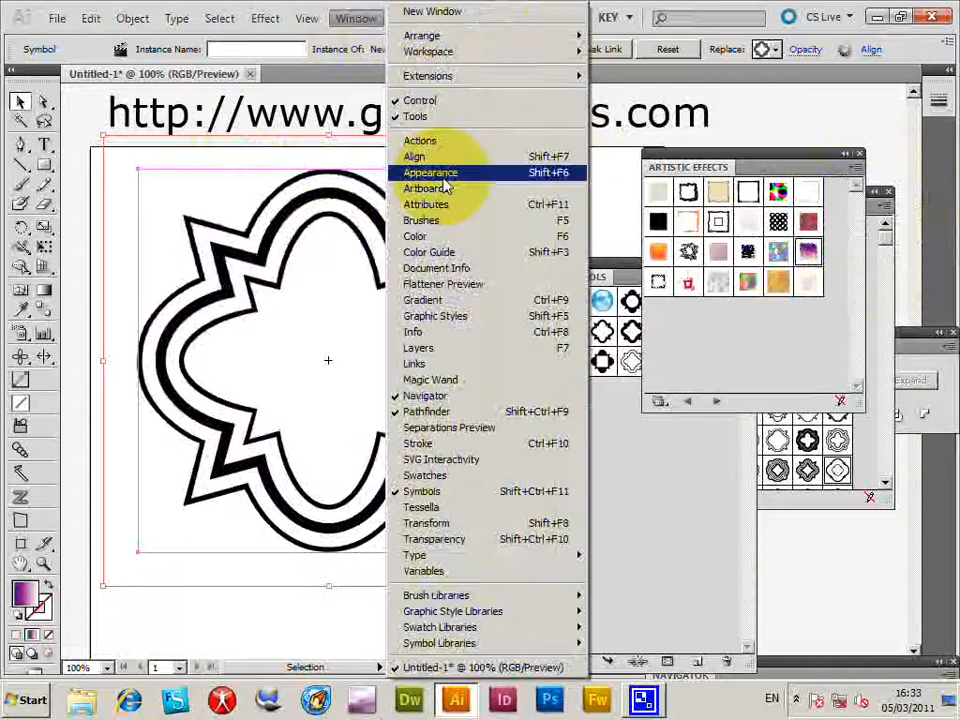 File Edit Object Type Select Effect View Window KEY CS Live
Symbol Instance Name: Instance Of: Ne Break Link Reset Replace: Opacity Align
Untitled-1* @ 100% (RGB/Preview)
http://www.g s.com
New Window
Arrange
Workspace
Extensions
Control
Tools
Actions
Align Shift+F7
Appearance Shift+F6
Artboards
Attributes Ctrl+F11
Brushes F5
Color F6
Color Guide Shift+F3
Document Info
Flattener Preview
Gradient Ctrl+F9
Graphic Styles Shift+F5
Info Ctrl+F8
Layers F7
Links
Magic Wand
Navigator
Pathfinder Shift+Ctrl+F9
Separations Preview
Stroke Ctrl+F10
SVG Interactivity
Swatches
Symbols Shift+Ctrl+F11
Tessela
Transform Shift+F8
Transparency Shift+Ctrl+F10
Type
Variables
Brush Libraries
Graphic Style Libraries
Swatch Libraries
Symbol Libraries
Untitled-1* @ 100% (RGB/Preview)
ARTISTIC EFFECTS
OLS
Expand
NAVIGATOR
100% 1 Selection
Start Dw Ai Id Ps Fw EN 16:33
05/03/2011